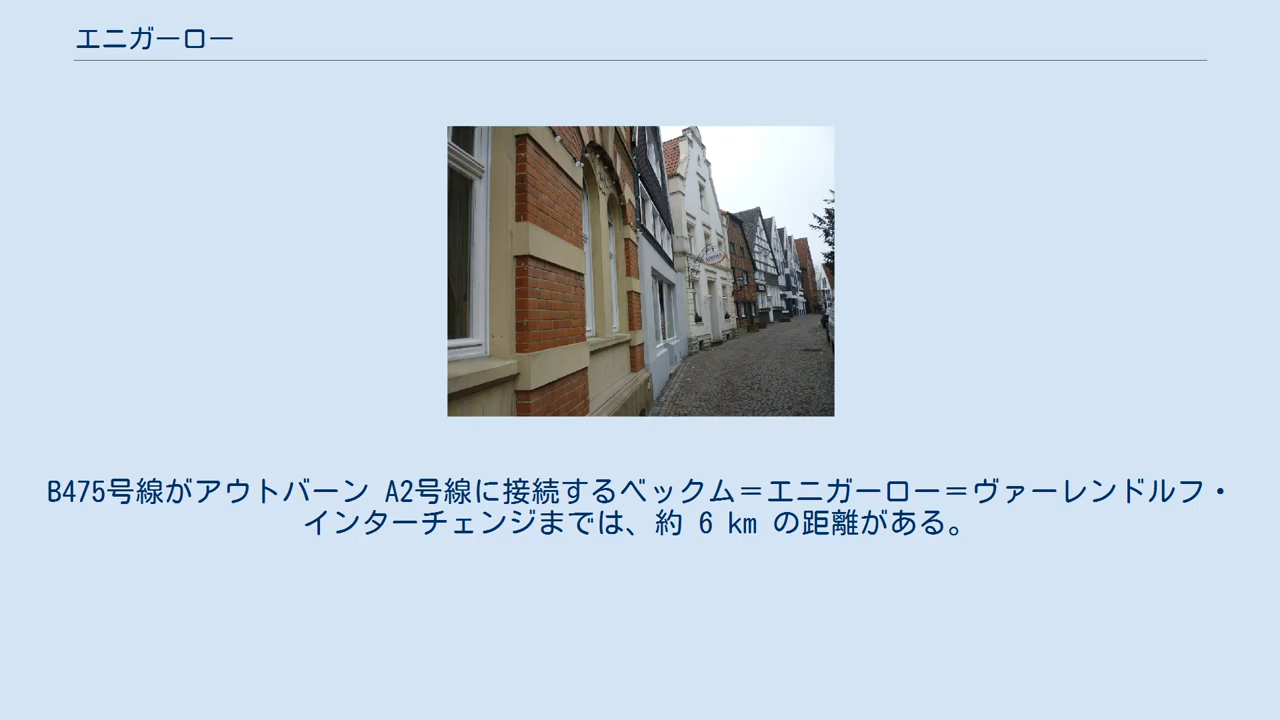 エニガーロー
B475号線がアウトバーン A2号線に接続するベックム＝エニガーロー＝ヴァーレンドルフ・
インターチェンジまでは、約 6 km の距離がある。